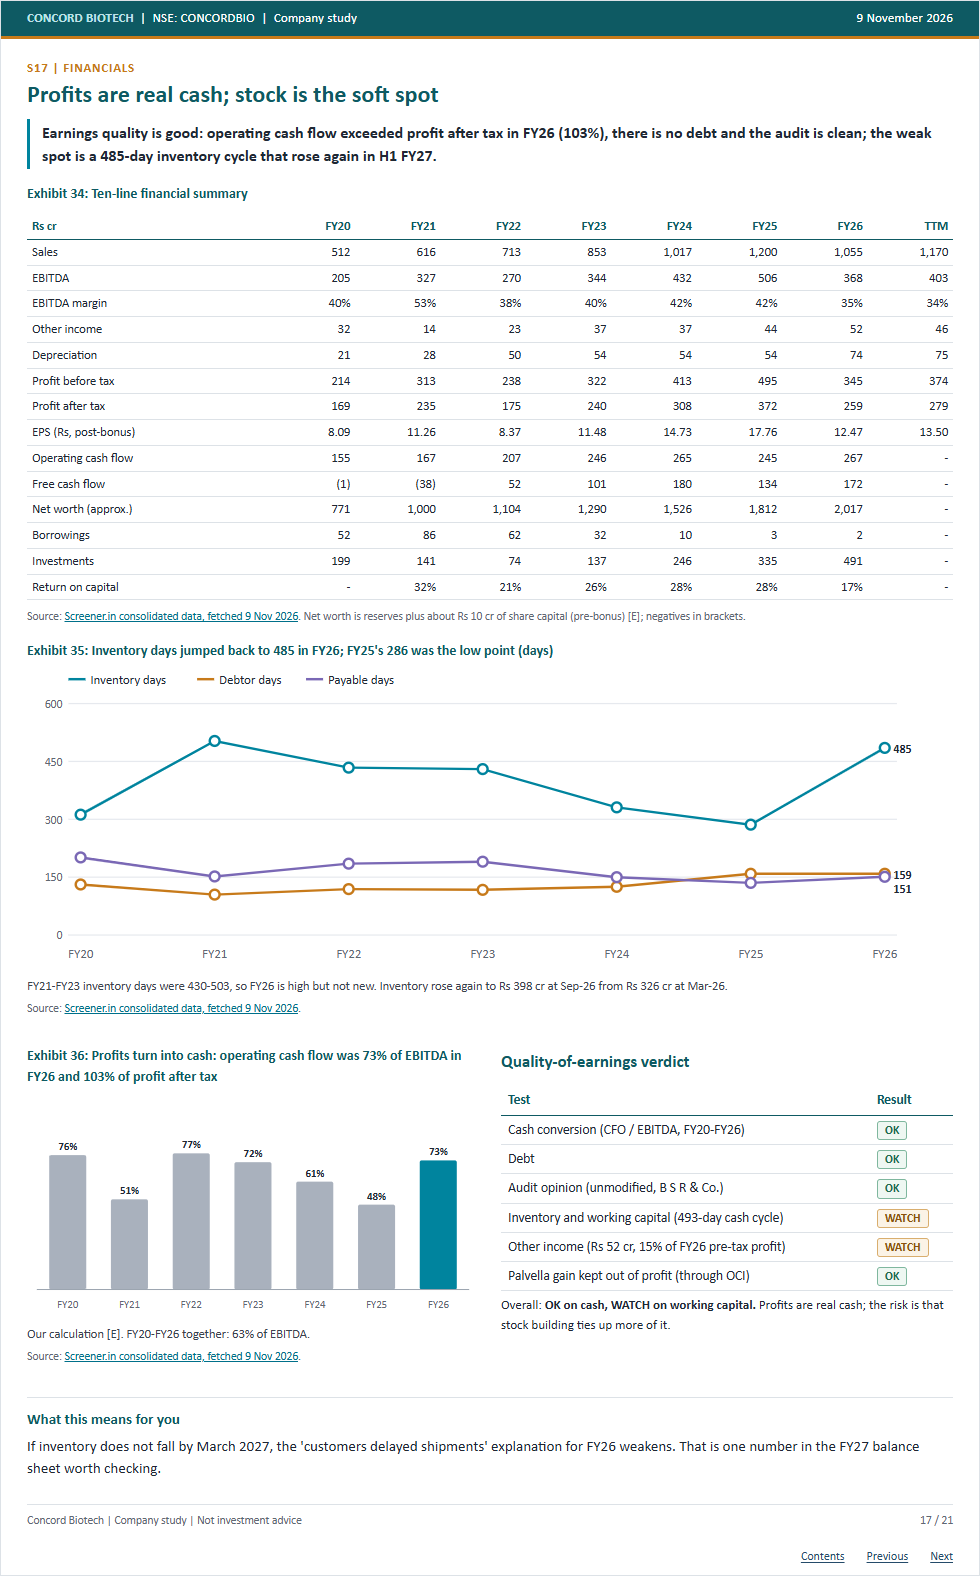 CONCORD BIOTECH | NSE: CONCORDBIO | Company study 9 November 2026
S17 | FINANCIALS
Profits are real cash; stock is the soft spot
Earnings quality is good: operating cash flow exceeded profit after tax in FY26 (103%), there is no debt and the audit is clean; the weak
spot is a 485-day inventory cycle that rose again in H1 FY27.
Exhibit 34: Ten-line financial summary
Rs cr FY20 FY21 FY22 FY23 FY24 FY25 FY26 TTM
Sales 512 616 713 853 1,017 1,200 1,055 1,170
EBITDA 205 327 270 344 432 506 368 403
EBITDA margin 40% 53% 38% 40% 42% 42% 35% 34%
Other income 32 14 23 37 37 44 52 46
Depreciation 21 28 50 54 54 54 74 75
Profit before tax 214 313 238 322 413 495 345 374
Profit after tax 169 235 175 240 308 372 259 279
EPS (Rs, post-bonus) 8.09 11.26 8.37 11.48 14.73 17.76 12.47 13.50
Operating cash flow 155 167 207 246 265 245 267 -
Free cash flow (1) (38) 52 101 180 134 172 -
Net worth (approx.) 771 1,000 1,104 1,290 1,526 1,812 2,017 -
Borrowings 52 86 62 32 10 3 2 -
Investments 199 141 74 137 246 335 491 -
Return on capital - 32% 21% 26% 28% 28% 17% -
Source: Screener.in consolidated data, fetched 9 Nov 2026. Net worth is reserves plus about Rs 10 cr of share capital (pre-bonus) [E]; negatives in brackets.
Exhibit 35: Inventory days jumped back to 485 in FY26; FY25's 286 was the low point (days)
Inventory days Debtor days Payable days
600
450
300
150
0
485
159
151
FY20 FY21 FY22 FY23 FY24 FY25 FY26
FY21-FY23 inventory days were 430-503, so FY26 is high but not new. Inventory rose again to Rs 398 cr at Sep-26 from Rs 326 cr at Mar-26.
Source: Screener.in consolidated data, fetched 9 Nov 2026.
Exhibit 36: Profits turn into cash: operating cash flow was 73% of EBITDA in
FY26 and 103% of profit after tax
76% 51% 77% 72% 61% 48% 73%
FY20 FY21 FY22 FY23 FY24 FY25 FY26
Our calculation [E]. FY20-FY26 together: 63% of EBITDA.
Source: Screener.in consolidated data, fetched 9 Nov 2026.
Quality-of-earnings verdict
Test Result
Cash conversion (CFO / EBITDA, FY20-FY26) OK
Debt OK
Audit opinion (unmodified, B S R & Co.) OK
Inventory and working capital (493-day cash cycle) WATCH
Other income (Rs 52 cr, 15% of FY26 pre-tax profit) WATCH
Palvella gain kept out of profit (through OCI) OK
Overall: OK on cash, WATCH on working capital. Profits are real cash; the risk is that
stock building ties up more of it.
What this means for you
If inventory does not fall by March 2027, the 'customers delayed shipments' explanation for FY26 weakens. That is one number in the FY27 balance
sheet worth checking.
Concord Biotech | Company study | Not investment advice 17 / 21
Contents Previous Next